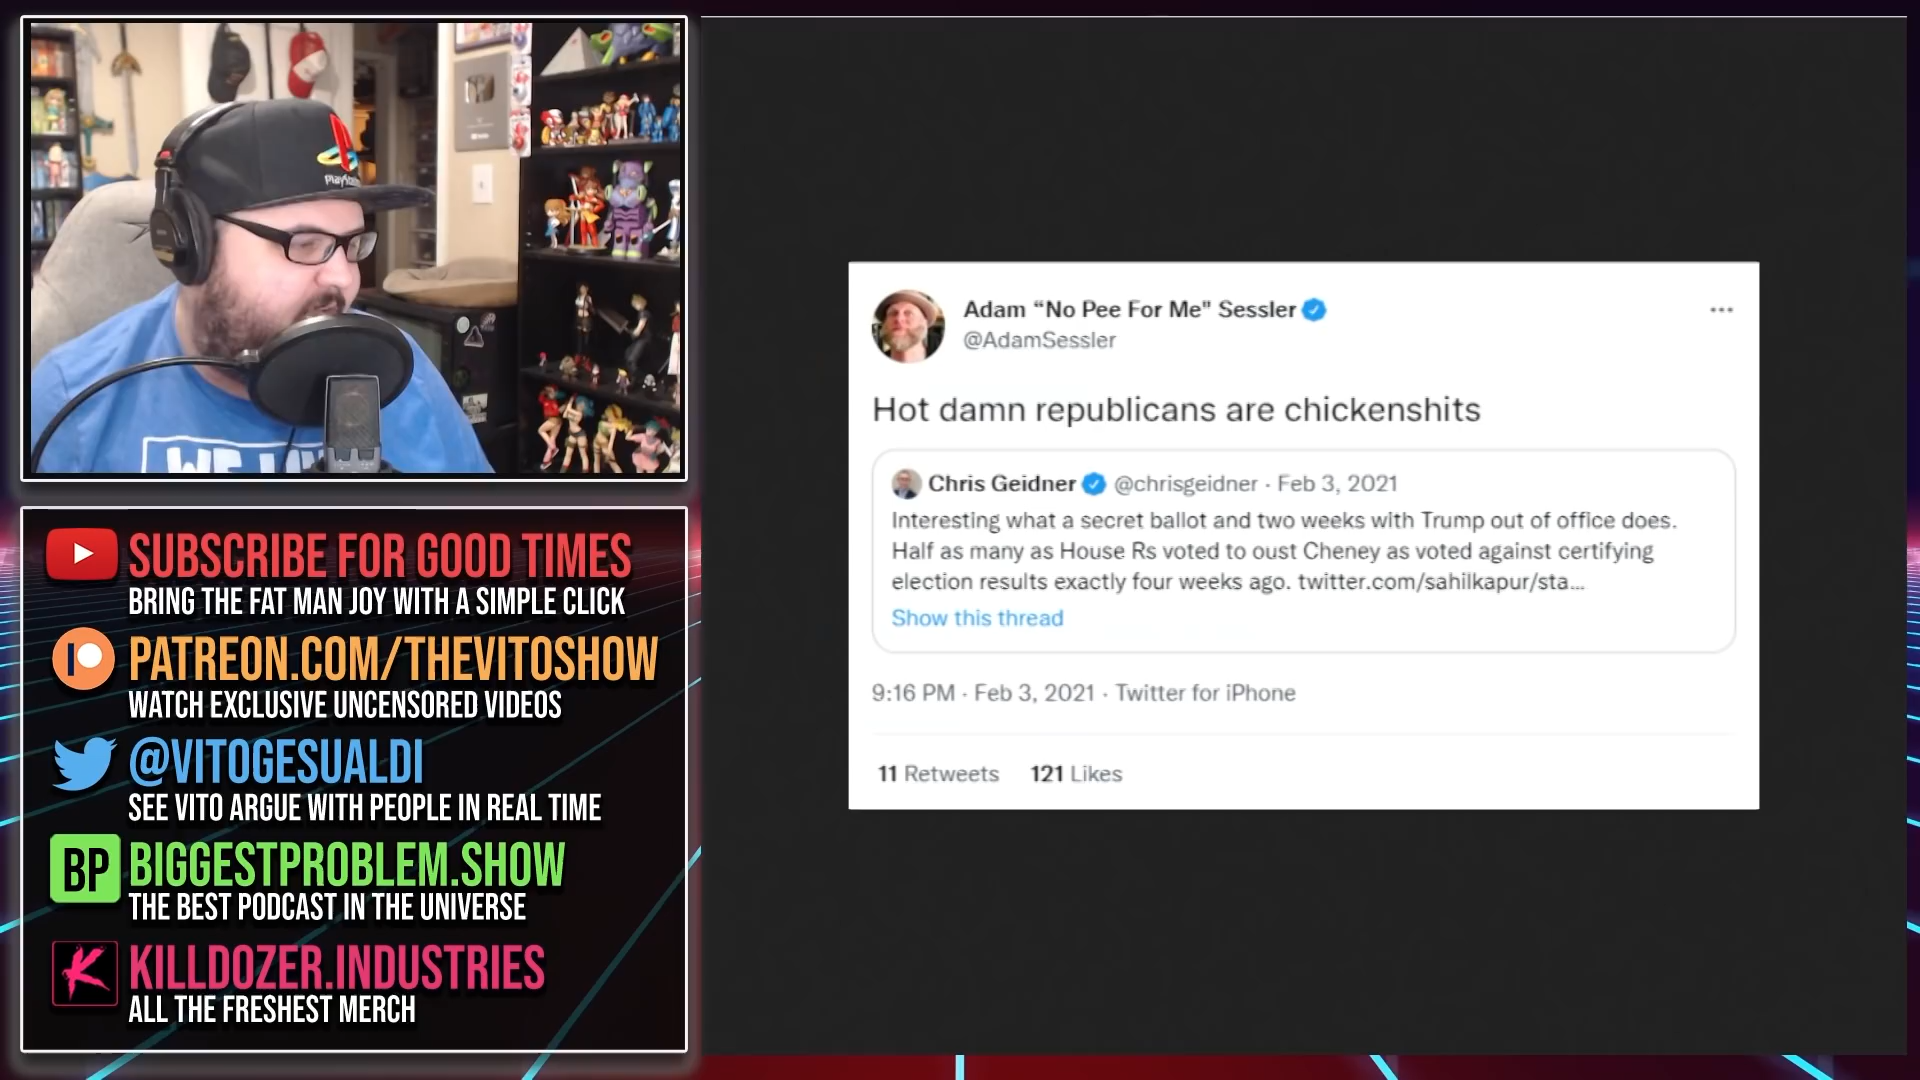 PlayStation
SUBSCRIBE FOR GOOD TIMES
BRING THE FAT MAN JOY WITH A SIMPLE CLICK
PATREON.COM/THEVITOSHOW
WATCH EXCLUSIVE UNCENSORED VIDEOS
@VITOGESUALDI
SEE VITO ARGUE WITH PEOPLE IN REAL TIME
BP
BIGGESTPROBLEM.SHOW
THE BEST PODCAST IN THE UNIVERSE
K
KILLDOZER.INDUSTRIES
ALL THE FRESHEST MERCH
Adam “No Pee For Me" Sessler
@AdamSessler
Hot damn republicans are chickenshits
Chris Geidner @chrisgeidner · Feb 3, 2021
Interesting what a secret ballot and two weeks with Trump out of office does.
Half as many as House Rs voted to oust Cheney as voted against certifying
election results exactly four weeks ago. twitter.com/sahilkapur/sta...
Show this thread
9:16 PM · Feb 3, 2021 · Twitter for iPhone
11 Retweets 121 Likes